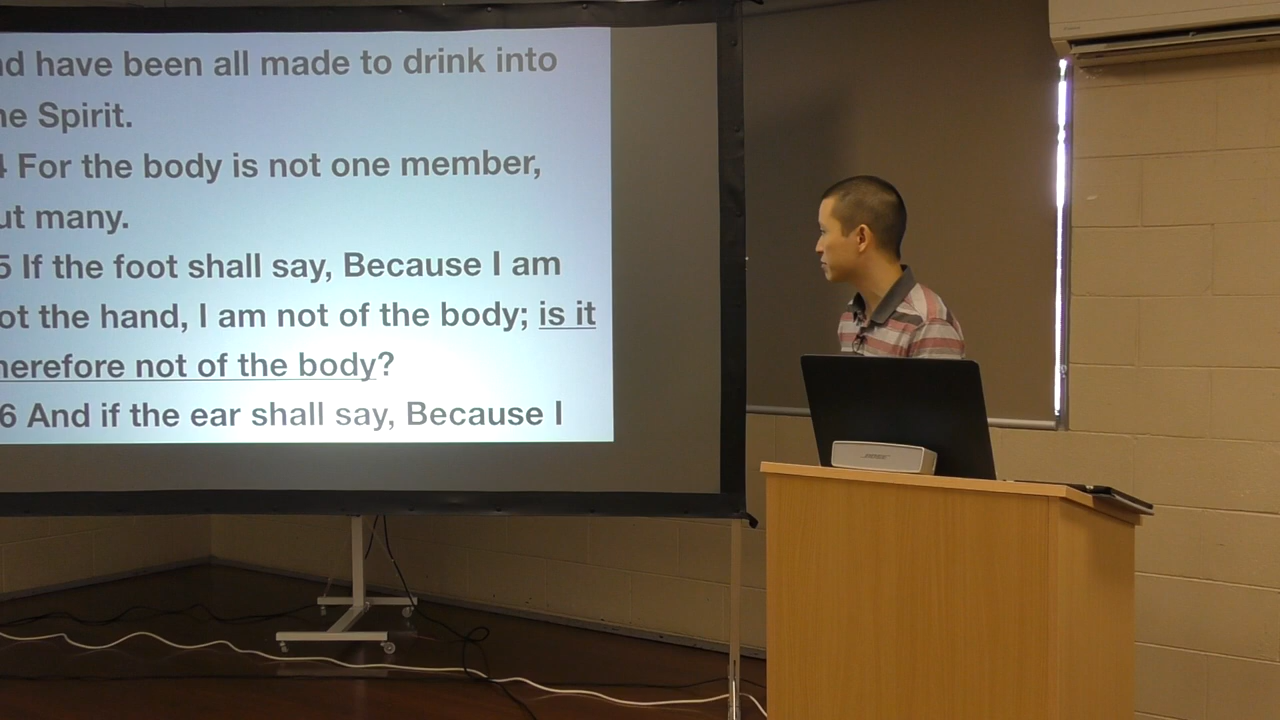 nd have been all made to drink into
ne Spirit.
4 For the body is not one member,
ut many.
5 If the foot shall say, Because I am
ot the hand, I am not of the body; is it
herefore not of the body?
6 And if the ear shall say, Because I
BOSE